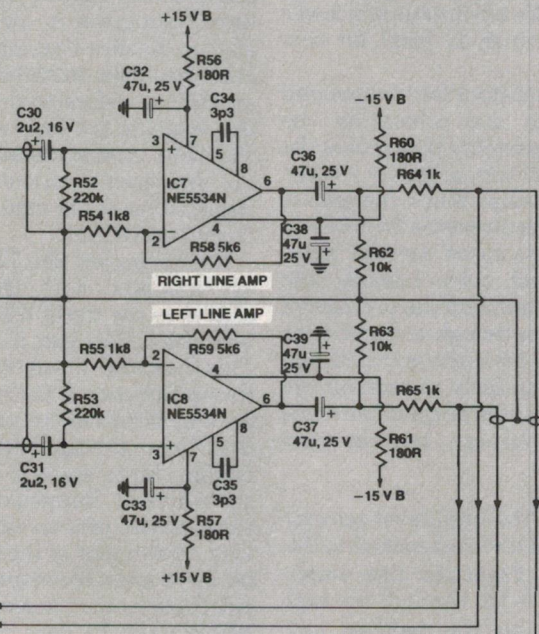 +15 V B
R56
180R
C32
47u, 25 V
C34
3p3
C30
2u2, 16 V
-15 V B
R60
180R
3
+
7
5
8
R52
220k
IC7
NE5534N
6
C36
47u, 25 V
R64 1k
R54 1k8
2
−
4
R58 5k6
C38
47u
25 V
R62
10k
RIGHT LINE AMP
LEFT LINE AMP
R55 1k8
R59 5k6
C39
47u
25 V
R63
10k
2
−
4
R53
220k
IC8
NE5534N
6
R65 1k
3
+
7
5
8
C37
47u, 25 V
C31
2u2, 16 V
C35
3p3
R61
180R
C33
47u, 25 V
R57
180R
-15 V B
+15 V B